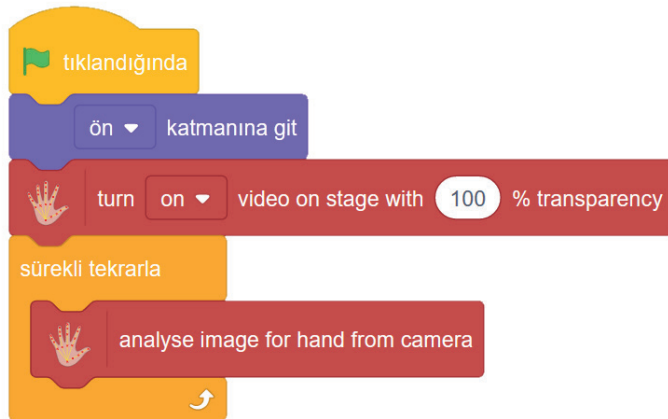 tıklandığında
ön katmanına git
turn on video on stage with 100 % transparency
sürekli tekrarla
analyse image for hand from camera